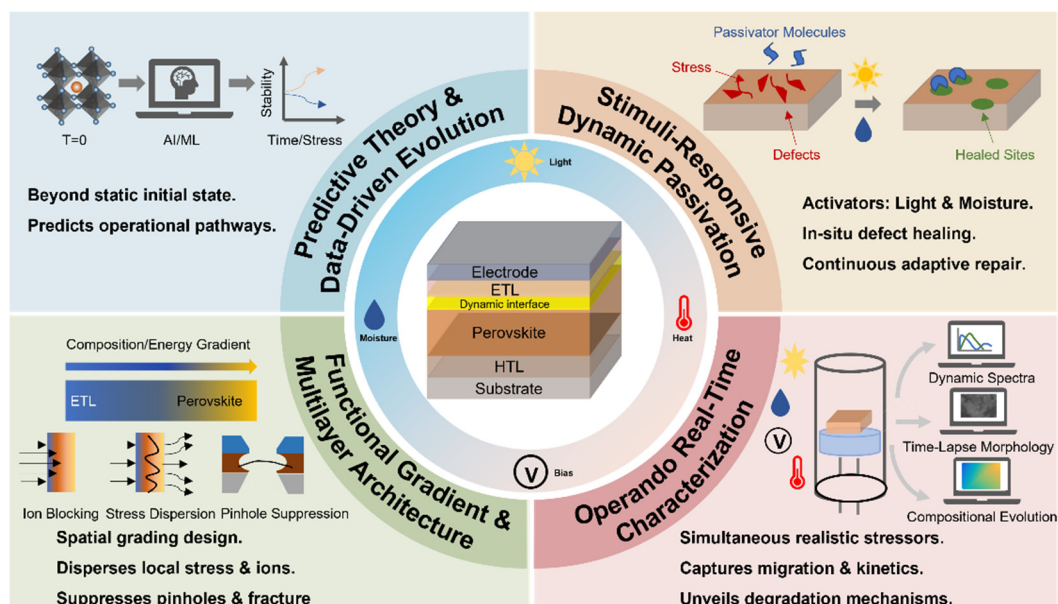 T=0
AI/ML
Stability
Time/Stress
Beyond static initial state.
Predicts operational pathways.
Predictive Theory &
Data-Driven Evolution
Stimuli-Responsive
Dynamic Passivation
Passivator Molecules
Stress
Defects
Healed Sites
Activators: Light & Moisture.
In-situ defect healing.
Continuous adaptive repair.
Light
Moisture
Heat
V
Bias
Electrode
ETL
Dynamic interface
Perovskite
HTL
Substrate
Composition/Energy Gradient
ETL
Perovskite
Ion Blocking
Stress Dispersion
Pinhole Suppression
Spatial grading design.
Disperses local stress & ions.
Suppresses pinholes & fracture
Functional Gradient &
Multilayer Architecture
Operando Real-Time
Characterization
V
Dynamic Spectra
Time-Lapse Morphology
Compositional Evolution
Simultaneous realistic stressors.
Captures migration & kinetics.
Unveils degradation mechanisms.